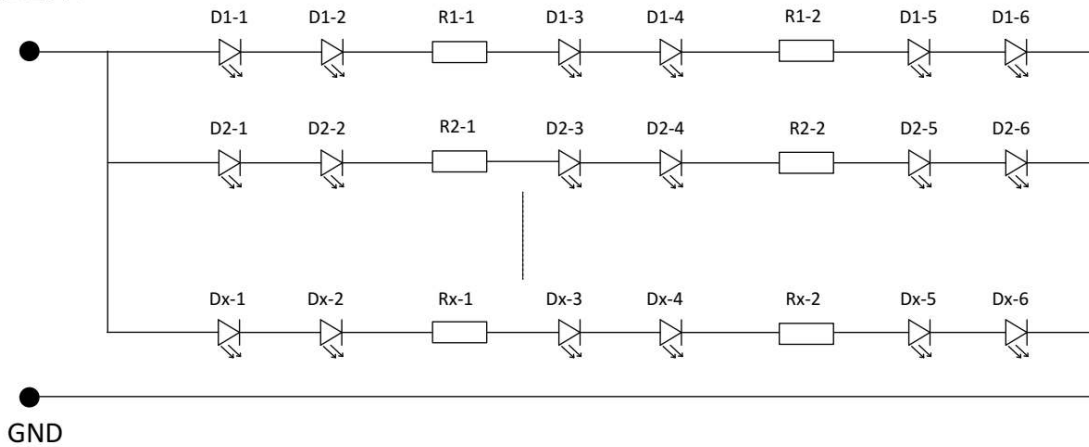 D1-1 D1-2 R1-1 D1-3 D1-4 R1-2 D1-5 D1-6
D2-1 D2-2 R2-1 D2-3 D2-4 R2-2 D2-5 D2-6
Dx-1 Dx-2 Rx-1 Dx-3 Dx-4 Rx-2 Dx-5 Dx-6
GND